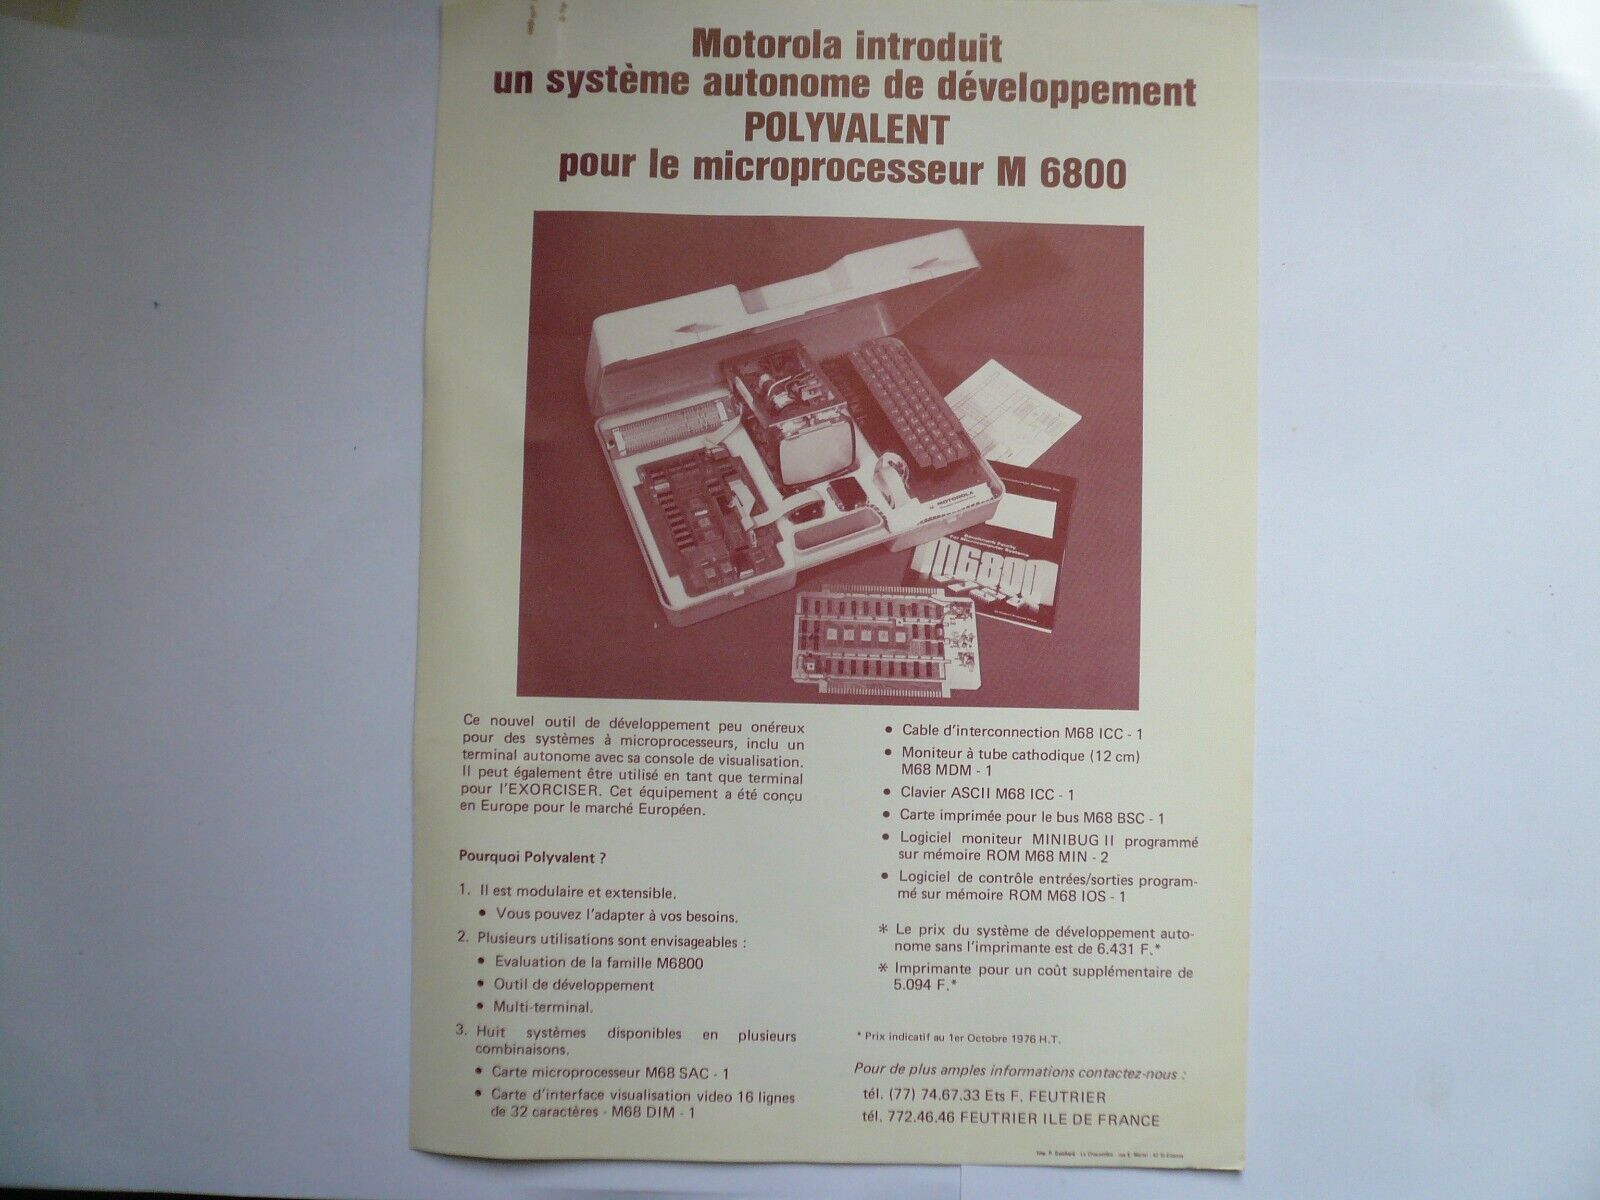 Motorola introduit
un système autonome de développement
POLYVALENT
pour le microprocesseur M 6800
MOTOROLA
Benchmark Family
For Microcomputer Systems
M6800
Ce nouvel outil de développement peu onéreux
pour des systèmes à microprocesseurs, inclu un
terminal autonome avec sa console de visualisation.
Il peut également être utilisé en tant que terminal
pour l'EXORCISER. Cet équipement a été conçu
en Europe pour le marché Européen.
Pourquoi Polyvalent ?
1. Il est modulaire et extensible.
• Vous pouvez l'adapter à vos besoins.
2. Plusieurs utilisations sont envisageables :
• Evaluation de la famille M6800
• Outil de développement
• Multi-terminal.
3. Huit systèmes disponibles en plusieurs
combinaisons.
• Carte microprocesseur M68 SAC - 1
• Carte d'interface visualisation video 16 lignes
de 32 caractères - M68 DIM - 1
• Cable d'interconnection M68 ICC - 1
• Moniteur à tube cathodique (12 cm)
M68 MDM - 1
• Clavier ASCII M68 ICC - 1
• Carte imprimée pour le bus M68 BSC - 1
• Logiciel moniteur MINIBUG II programmé
sur mémoire ROM M68 MIN - 2
• Logiciel de contrôle entrées/sorties program-
mé sur mémoire ROM M68 IOS - 1
* Le prix du système de développement auto-
nome sans l'imprimante est de 6.431 F.*
* Imprimante pour un coût supplémentaire de
5.094 F.*
* Prix indicatif au 1er Octobre 1976 H.T.
Pour de plus amples informations contactez-nous :
tél. (77) 74.67.33 Ets F. FEUTRIER
tél. 772.46.46 FEUTRIER ILE DE FRANCE